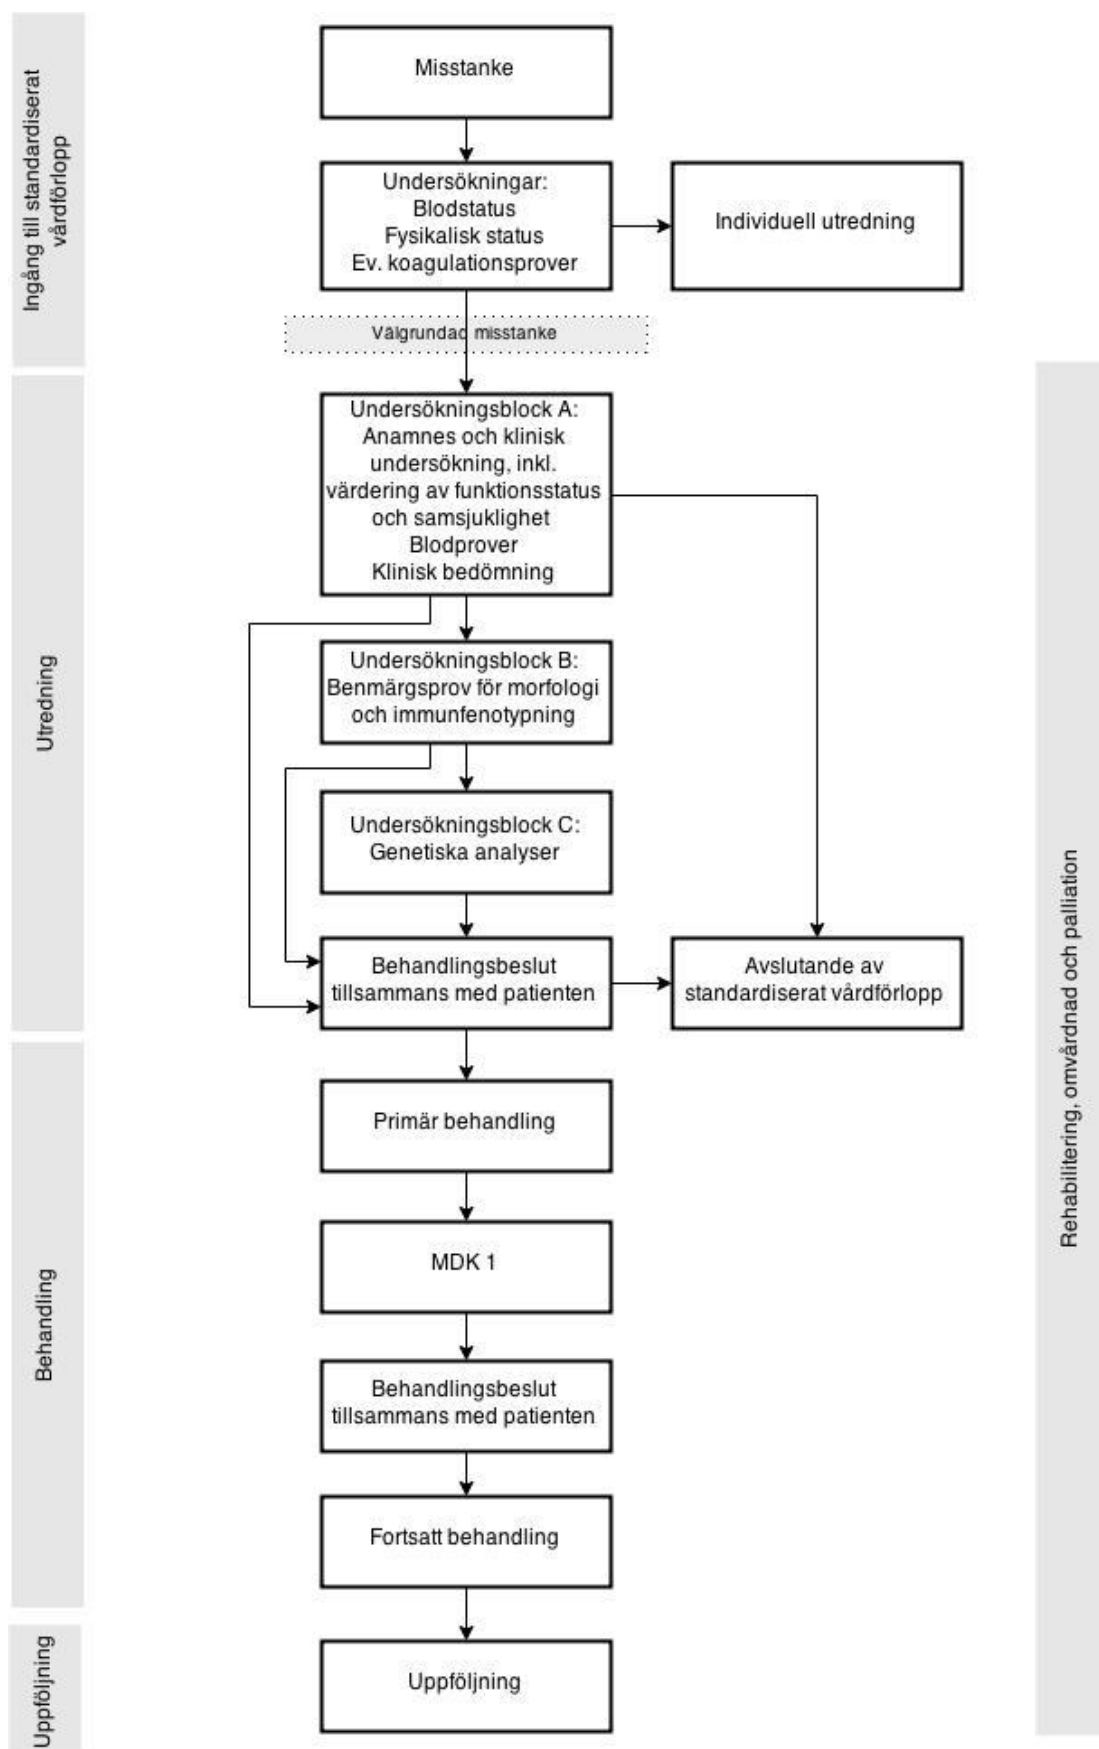 Ingång till standardiserat
vårdförlopp
Misstanke
Undersökningar:
Blodstatus
Fysikalisk status
Ev. koagulationsprover
Individuell utredning
Välgrundad misstanke
Utredning
Undersökningsblock A:
Anamnes och klinisk
undersökning, inkl.
värdering av funktionsstatus
och samsjuklighet
Blodprover
Klinisk bedömning
Undersökningsblock B:
Benmärgsprov för morfologi
och immunfenotypning
Undersökningsblock C:
Genetiska analyser
Behandlingsbeslut
tillsammans med patienten
Avslutande av
standardiserat vårdförlopp
Rehabilitering, omvårdnad och palliation
Behandling
Primär behandling
MDK 1
Behandlingsbeslut
tillsammans med patienten
Fortsatt behandling
Uppföljning
Uppföljning